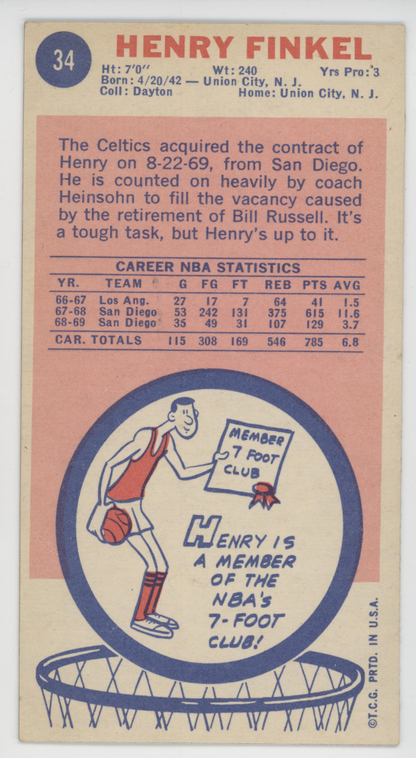 34
HENRY FINKEL
Ht: 7'0" Wt: 240 Yrs Pro: 3
Born: 4/20/42 — Union City, N. J.
Coll: Dayton Home: Union City, N. J.
The Celtics acquired the contract of
Henry on 8-22-69, from San Diego.
He is counted on heavily by coach
Heinsohn to fill the vacancy caused
by the retirement of Bill Russell. It's
a tough task, but Henry's up to it.
CAREER NBA STATISTICS
YR. TEAM G FG FT REB PTS AVG
66-67 Los Ang. 27 17 7 64 41 1.5
67-68 San Diego 53 242 131 375 615 11.6
68-69 San Diego 35 49 31 107 129 3.7
CAR. TOTALS 115 308 169 546 785 6.8
MEMBER
7 FOOT
CLUB
HENRY IS
A MEMBER
OF THE
NBA'S
7-FOOT
CLUB!
©T.C.G. PRTD. IN U.S.A.